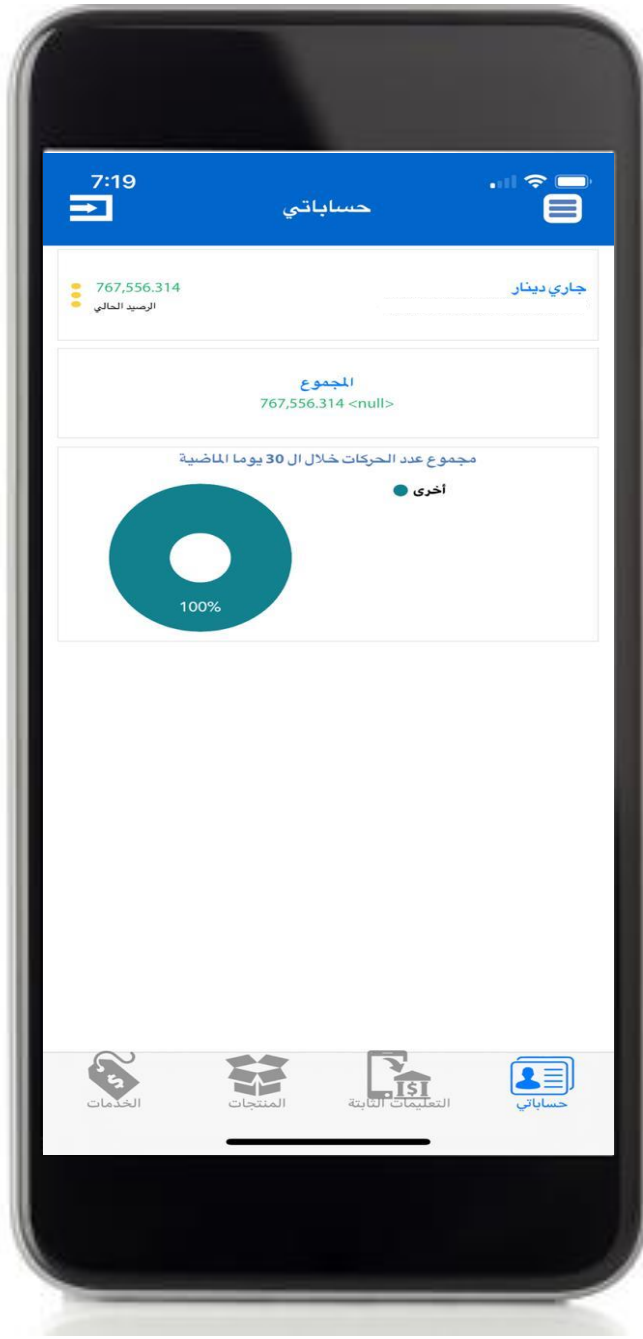 7:19
حساباتي
جاري دينار
767,556.314
الرصيد الحالي
المجموع
767,556.314 <null>
مجموع عدد الحركات خلال ال 30 يوما الماضية
أخرى
100%
حساباتي
التعليمات الثابتة
المنتجات
الخدمات